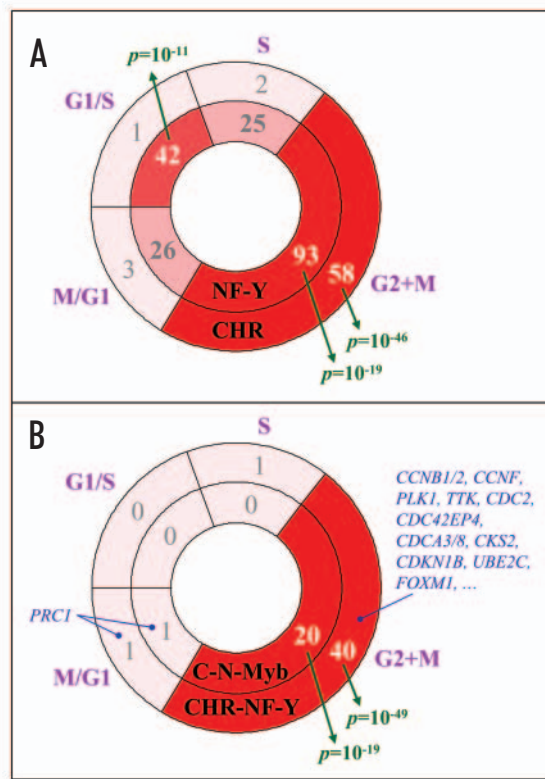 A
p=10-11
S
G1/S
2
1
25
42
26
93
3
58
NF-Y
M/G1
G2+M
CHR
p=10-46
p=10-19
B
S
G1/S
1
0
0
0
CCNB1/2, CCNF,
PLK1, TTK, CDC2,
CDC42EP4,
CDCA3/8, CKS2,
CDKN1B, UBE2C,
FOXM1, ...
PRC1
1
20
1
40
G2+M
C-N-Myb
M/G1
CHR-NF-Y
p=10-49
p=10-19